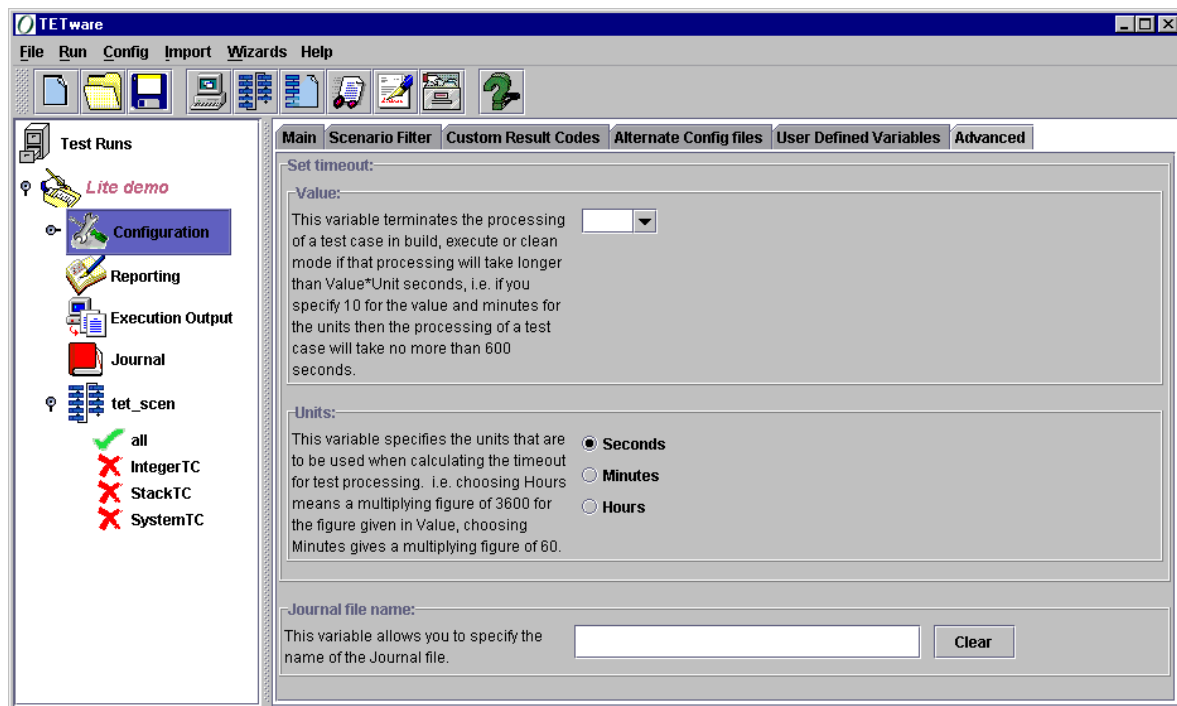 TETware
File Run Config Import Wizards Help
Test Runs
Lite demo
Configuration
Reporting
Execution Output
Journal
tet_scen
all
IntegerTC
StackTC
SystemTC
Main Scenario Filter Custom Result Codes Alternate Config files User Defined Variables Advanced
Set timeout:
Value:
This variable terminates the processing
of a test case in build, execute or clean
mode if that processing will take longer
than Value*Unit seconds, i.e. if you
specify 10 for the value and minutes for
the units then the processing of a test
case will take no more than 600
seconds.
Units:
This variable specifies the units that are
to be used when calculating the timeout
for test processing. i.e. choosing Hours
means a multiplying figure of 3600 for
the figure given in Value, choosing
Minutes gives a multiplying figure of 60.
Seconds
Minutes
Hours
Journal file name:
This variable allows you to specify the
name of the Journal file.
Clear